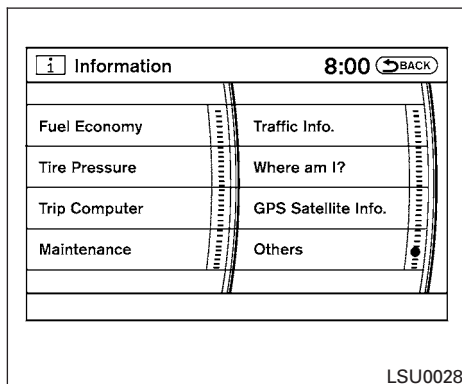 i Information 8:00 BACK
Fuel Economy Traffic Info.
Tire Pressure Where am I?
Trip Computer GPS Satellite Info.
Maintenance Others
LSU0028